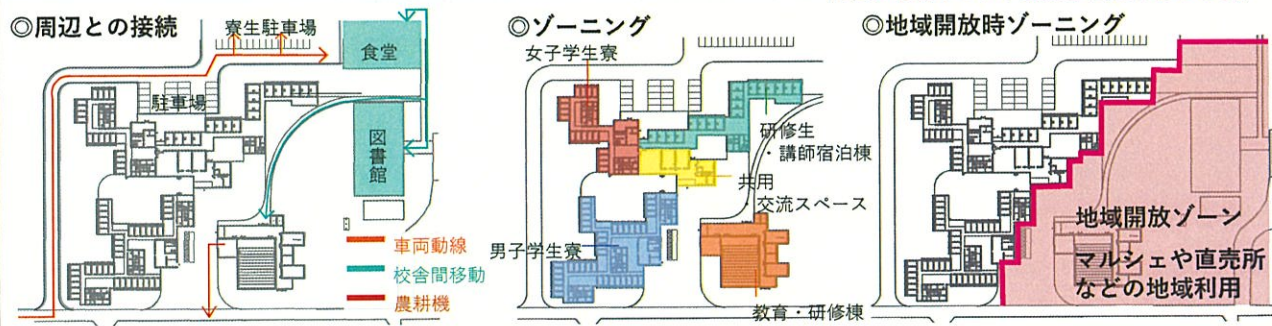 ◎周辺との接続
寮生駐車場
食堂
駐車場
図書館
車両動線
校舎間移動
農耕機
◎ゾーニング
女子学生寮
研修生
・講師宿泊棟
共用
・交流スペース
男子学生寮
教育・研修棟
◎地域開放時ゾーニング
地域開放ゾーン
マルシェや直売所
などの地域利用